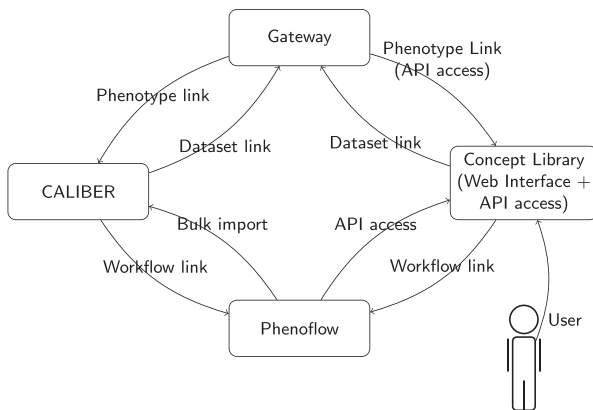 Gateway
Phenotype Link
(API access)
Phenotype link
Dataset link
Dataset link
CALIBER
Concept Library
(Web Interface +
API access)
Bulk import
API access
Workflow link
Workflow link
Phenoflow
User